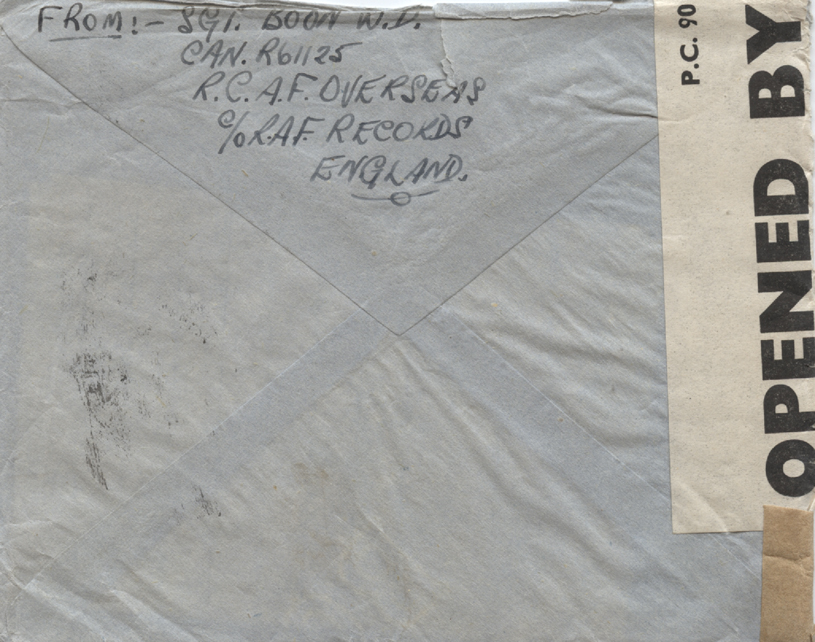 FROM:- SGT. BOON W.D.
CAN. R61125
R.C.A.F. OVERSEAS
c/o R.A.F. RECORDS
ENGLAND.
P.C. 90
OPENED BY